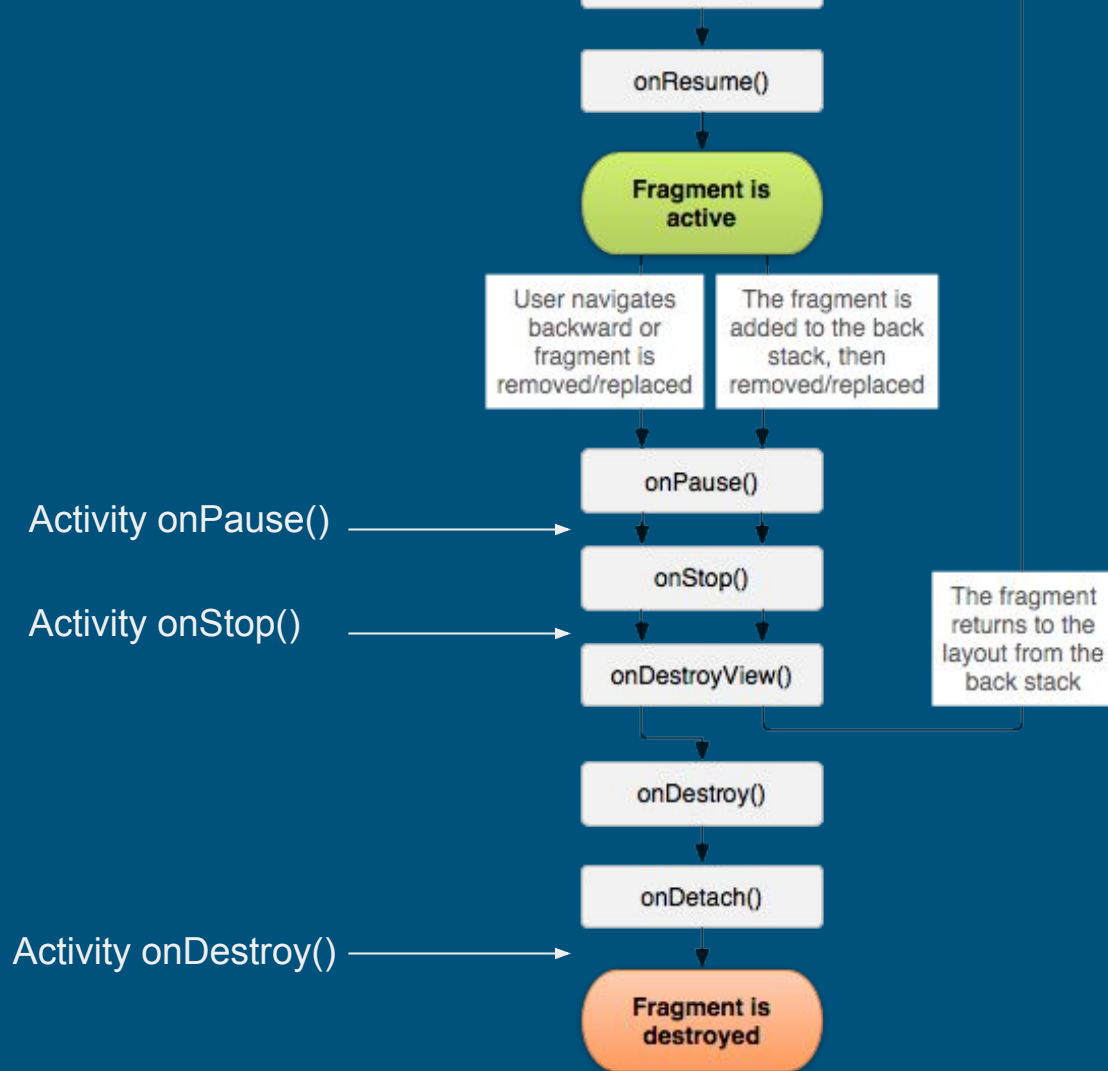 onResume()
Fragment is
active
User navigates
backward or
fragment is
removed/replaced
The fragment is
added to the back
stack, then
removed/replaced
onPause()
Activity onPause()
onStop()
Activity onStop()
The fragment
returns to the
layout from the
back stack
onDestroyView()
onDestroy()
onDetach()
Activity onDestroy()
Fragment is
destroyed